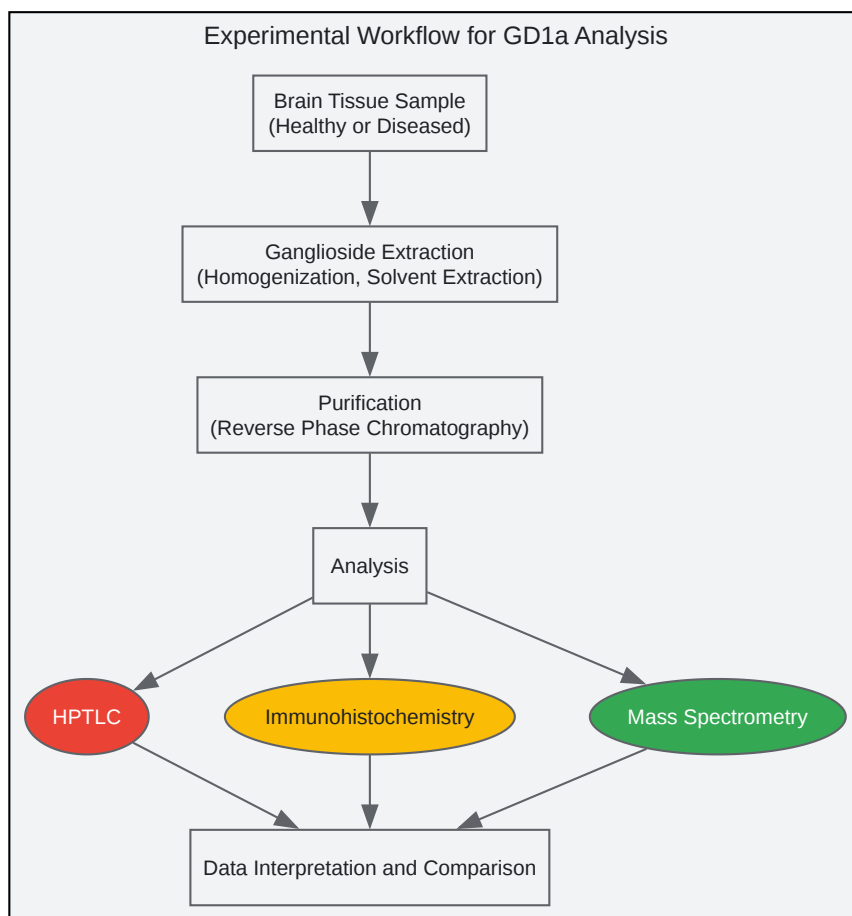 Experimental Workflow for GD1a Analysis
Brain Tissue Sample
(Healthy or Diseased)
Ganglioside Extraction
(Homogenization, Solvent Extraction)
Purification
(Reverse Phase Chromatography)
Analysis
HPTLC
Immunohistochemistry
Mass Spectrometry
Data Interpretation and Comparison